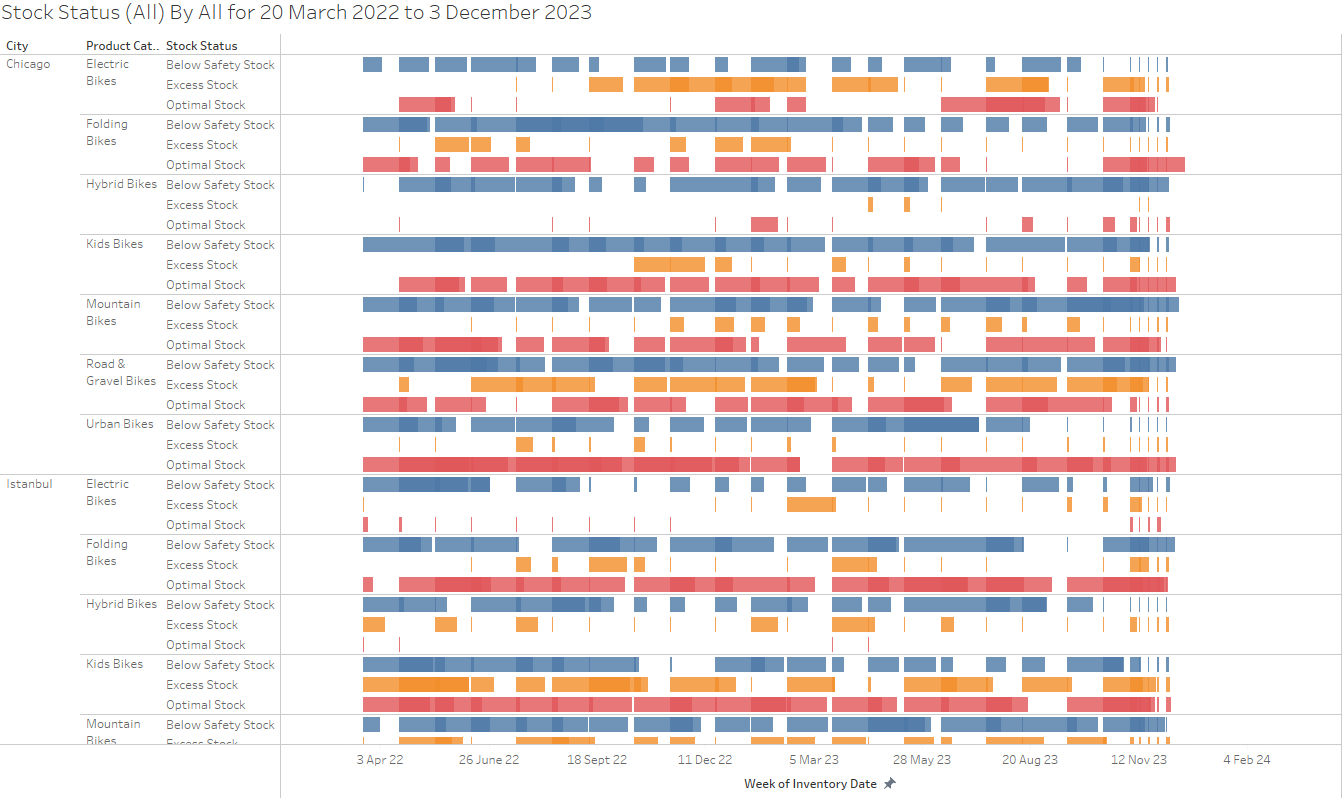 Stock Status (All) By All for 20 March 2022 to 3 December 2023
City Product Cat.. Stock Status
Chicago Electric Bikes Below Safety Stock
Excess Stock
Optimal Stock
Folding Bikes Below Safety Stock
Excess Stock
Optimal Stock
Hybrid Bikes Below Safety Stock
Excess Stock
Optimal Stock
Kids Bikes Below Safety Stock
Excess Stock
Optimal Stock
Mountain Bikes Below Safety Stock
Excess Stock
Optimal Stock
Road & Gravel Bikes Below Safety Stock
Excess Stock
Optimal Stock
Urban Bikes Below Safety Stock
Excess Stock
Optimal Stock
Istanbul Electric Bikes Below Safety Stock
Excess Stock
Optimal Stock
Folding Bikes Below Safety Stock
Excess Stock
Optimal Stock
Hybrid Bikes Below Safety Stock
Excess Stock
Optimal Stock
Kids Bikes Below Safety Stock
Excess Stock
Optimal Stock
Mountain Bikes Below Safety Stock
Excess Stock
3 Apr 22 26 June 22 18 Sept 22 11 Dec 22 5 Mar 23 28 May 23 20 Aug 23 12 Nov 23 4 Feb 24
Week of Inventory Date